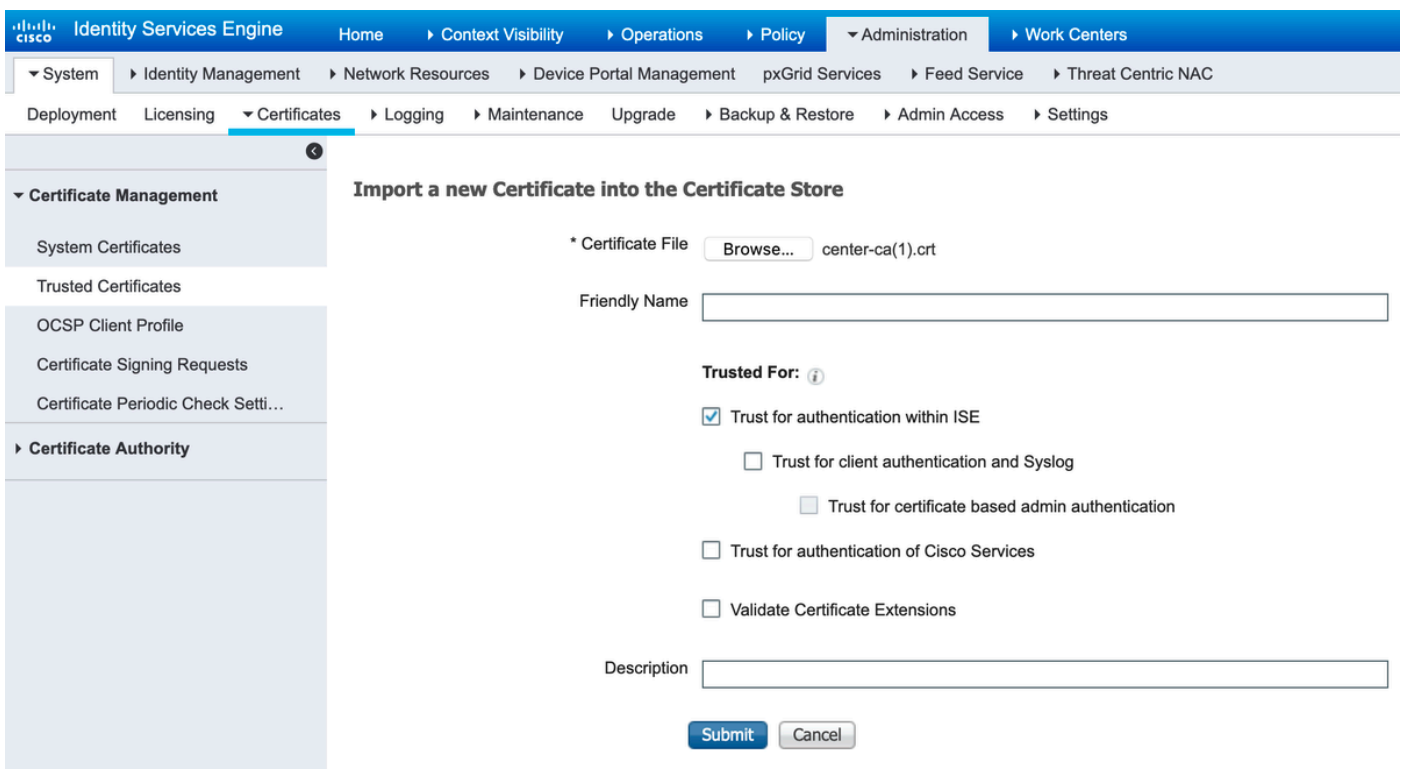 cisco Identity Services Engine Home Context Visibility Operations Policy Administration Work Centers
System Identity Management Network Resources Device Portal Management pxGrid Services Feed Service Threat Centric NAC
Deployment Licensing Certificates Logging Maintenance Upgrade Backup & Restore Admin Access Settings
Certificate Management
System Certificates
Trusted Certificates
OCSP Client Profile
Certificate Signing Requests
Certificate Periodic Check Setti...
Certificate Authority
Import a new Certificate into the Certificate Store
* Certificate File Browse... center-ca(1).crt
Friendly Name
Trusted For: i
Trust for authentication within ISE
Trust for client authentication and Syslog
Trust for certificate based admin authentication
Trust for authentication of Cisco Services
Validate Certificate Extensions
Description
Submit Cancel